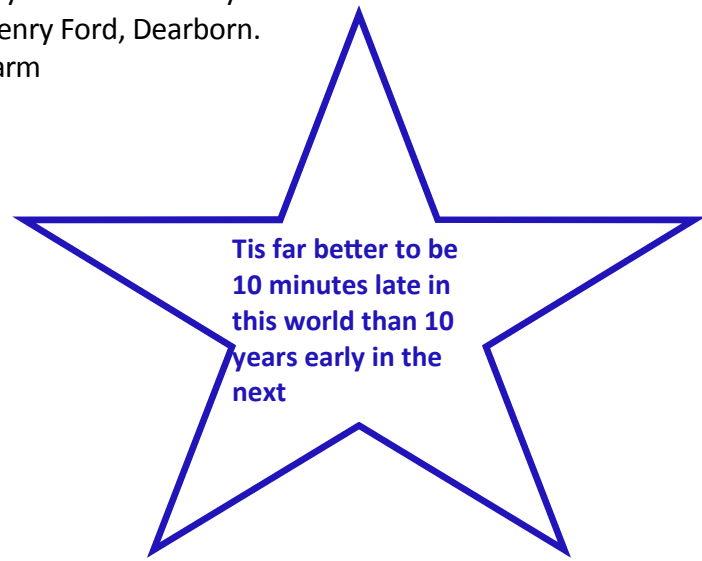 enry Ford, Dearborn.
arm
Tis far better to be
10 minutes late in
this world than 10
years early in the
next